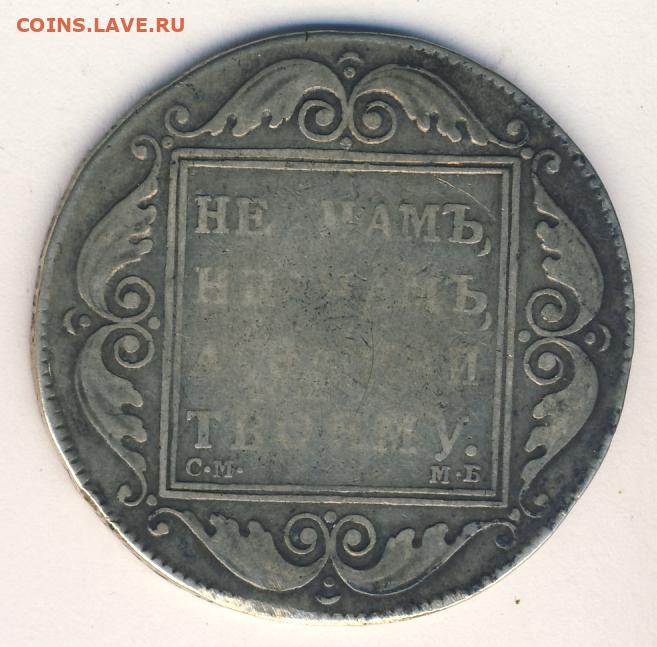 COINS.LAVE.RU
НЕ НАМЪ,
НАМЪ,
А
ТВОЕМУ.
С·М· М·Б